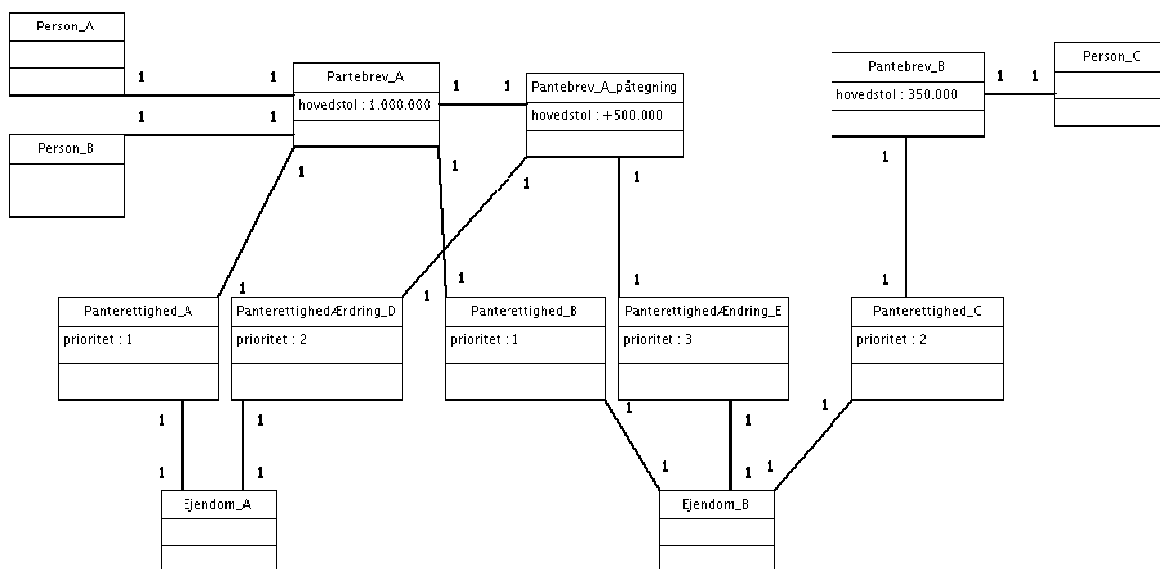 Person_A
Pantebrev_B
Person_C
Partebrev_A
Pantebrev_A_påtegning
1
1
1
1
1
1
hovedstol : 350.000
hovedstol : 1.000.000
hovedstol : +500.000
1
1
Person_B
1
1
1
1
1
1
1
1
1
1
1
1
Panterettighed_A
PanterettighedÆrdring_D
Panterettighed_B
PanterettighedÆndring_E
Panterettighed_C
prioritet : 1
prioritet : 2
prioritet : 1
prioritet : 3
prioritet : 2
1
1
1
1
1
1
1
1
1
1
Ejendom_A
Ejendom_B